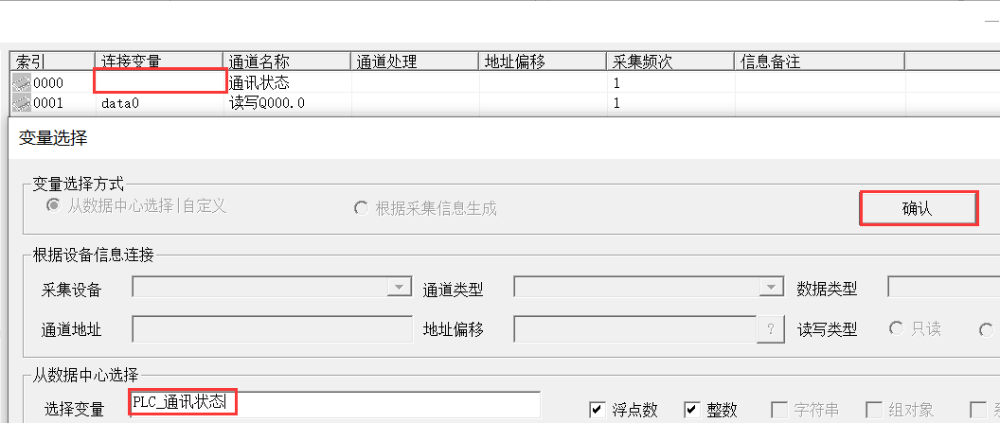 索引 连接变量 通道名称 通道处理 地址偏移 采集频次 信息备注
0000 通讯状态 1
0001 data0 读写Q000.0 1
变量选择
变量选择方式
从数据中心选择|自定义 根据采集信息生成 确认
根据设备信息连接
采集设备 通道类型 数据类型
通道地址 地址偏移 ? 读写类型 只读
从数据中心选择
选择变量 PLC_通讯状态 浮点数 整数 字符串 组对象